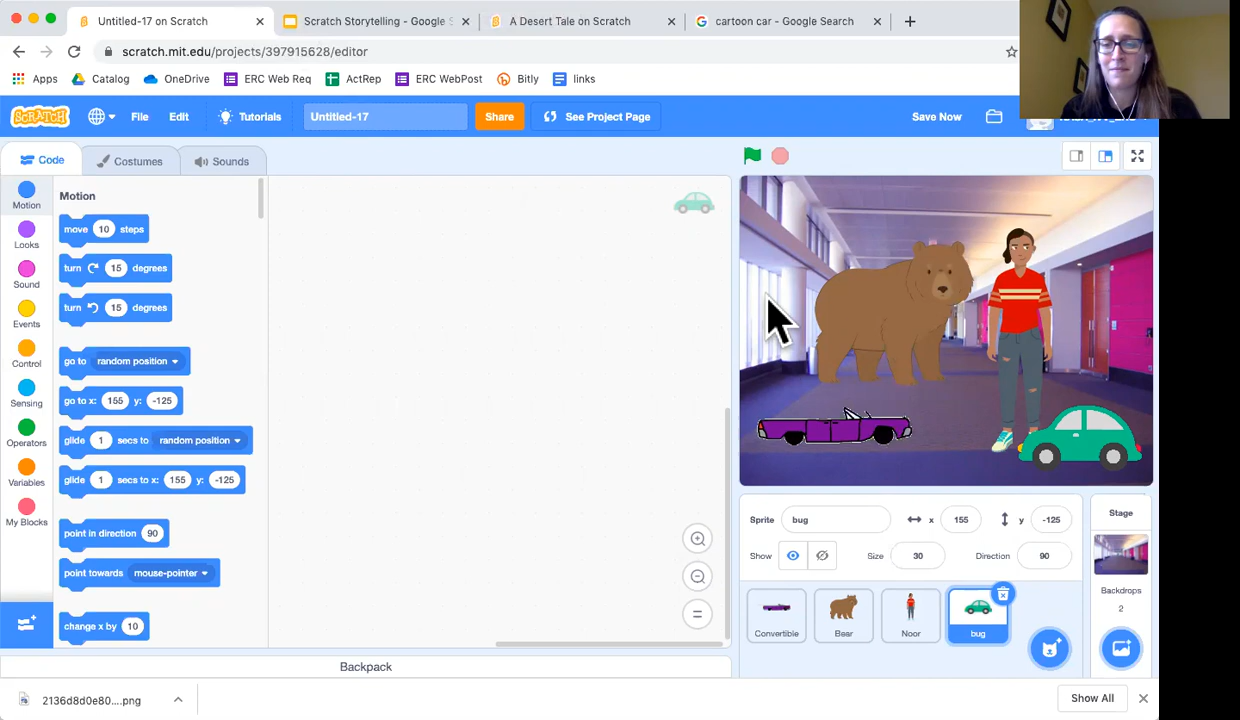 Untitled-17 on Scratch
Scratch Storytelling - Google S
A Desert Tale on Scratch
cartoon car - Google Search
scratch.mit.edu/projects/397915628/editor
Apps
Catalog
OneDrive
ERC Web Req
ActRep
ERC WebPost
Bitly
links
SCRATCH
File
Edit
Tutorials
Untitled-17
Share
See Project Page
Save Now
Code
Costumes
Sounds
Motion
Looks
Sound
Events
Control
Sensing
Operators
Variables
My Blocks
Motion
move 10 steps
turn 15 degrees
turn 15 degrees
go to random position
go to x: 155 y: -125
glide 1 secs to random position
glide 1 secs to x: 155 y: -125
point in direction 90
point towards mouse-pointer
change x by 10
Sprite bug x 155 y -125
Show Size 30 Direction 90
Convertible
Bear
Noor
bug
Stage
Backdrops
2
Backpack
2136d8d0e80....png
Show All